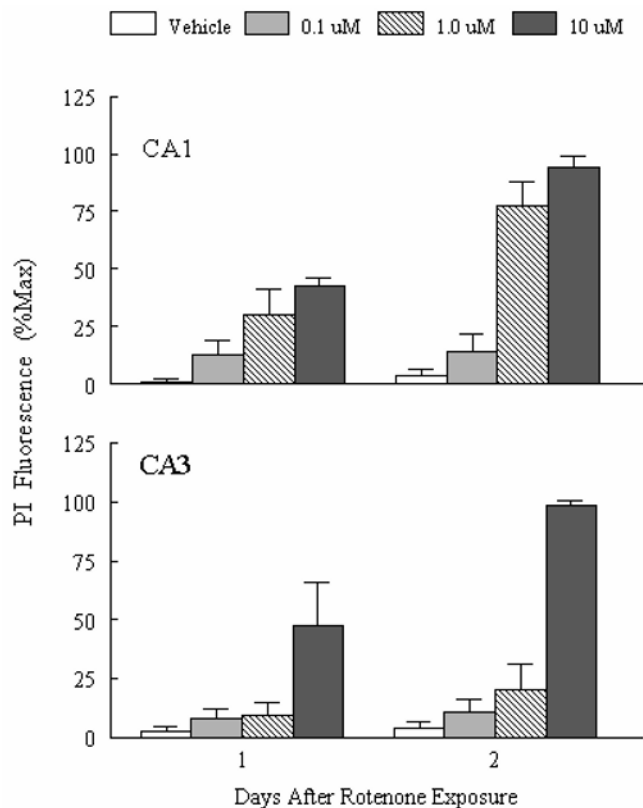 Vehicle 0.1 uM 1.0 uM 10 uM
125
CA1
100
75
50
25
0
PI Fluorescence (%Max)
125
CA3
100
75
50
25
0
1 2
Days After Rotenone Exposure